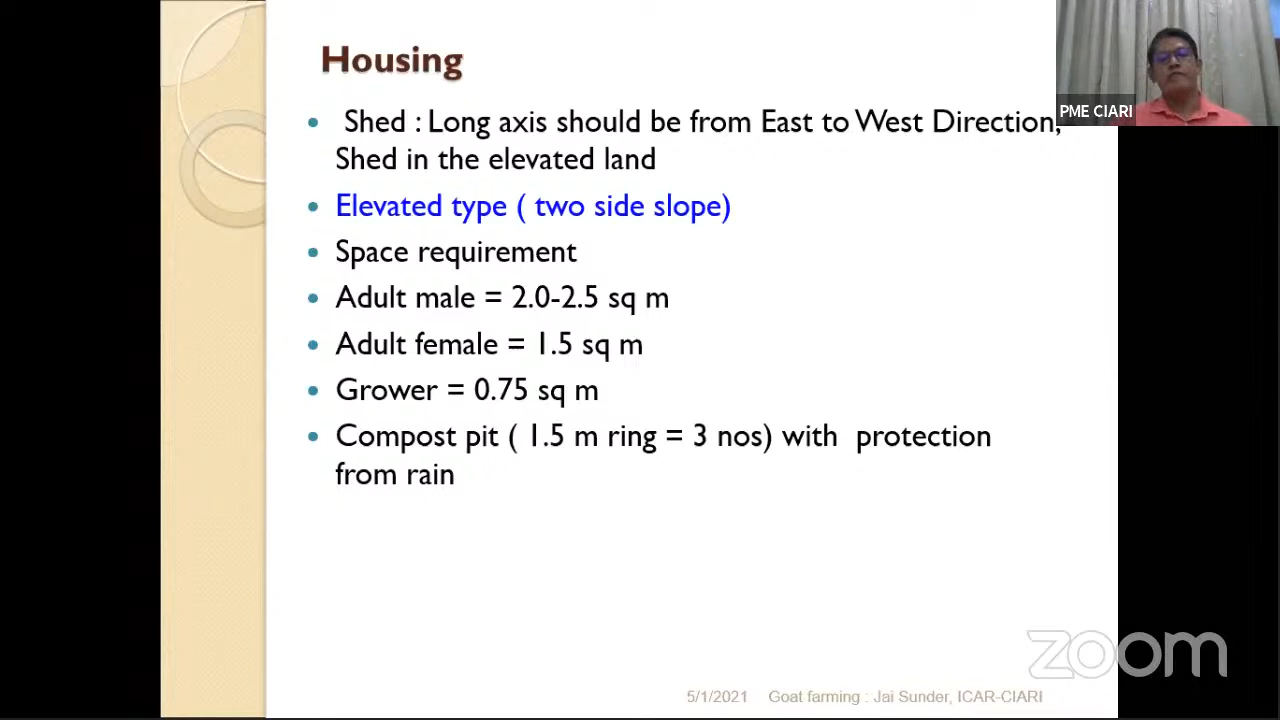 Housing
Shed : Long axis should be from East to West Direction,
Shed in the elevated land
Elevated type ( two side slope)
Space requirement
Adult male = 2.0-2.5 sq m
Adult female = 1.5 sq m
Grower = 0.75 sq m
Compost pit ( 1.5 m ring = 3 nos) with protection
from rain
PME CIARI
zoom
5/1/2021 Goat farming : Jai Sunder, ICAR-CIARI